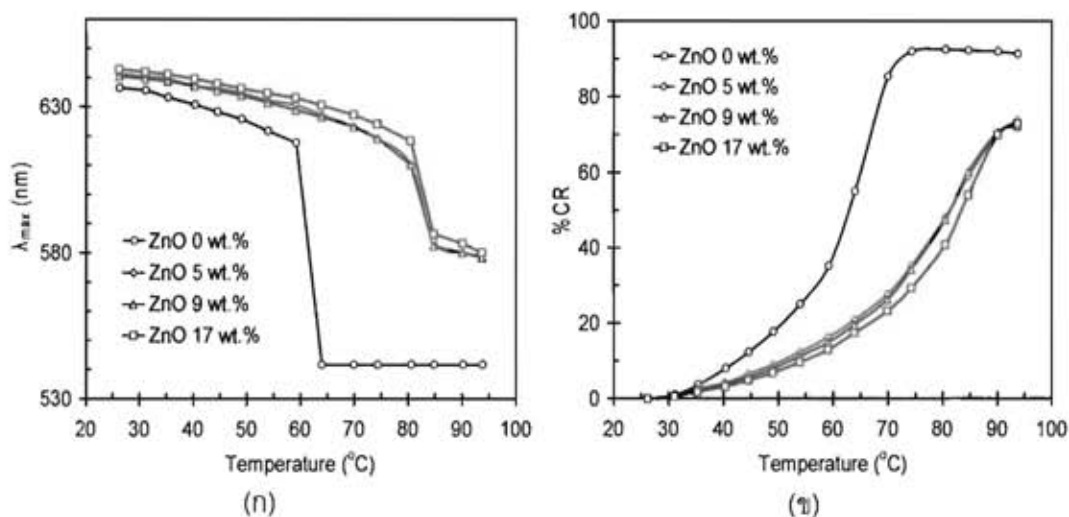 630
580
530
λmax (nm)
ZnO 0 wt.%
ZnO 5 wt.%
ZnO 9 wt.%
ZnO 17 wt.%
20 30 40 50 60 70 80 90 100
Temperature (°C)
(ก)
100
80
60
40
20
0
%CR
ZnO 0 wt.%
ZnO 5 wt.%
ZnO 9 wt.%
ZnO 17 wt.%
20 30 40 50 60 70 80 90 100
Temperature (°C)
(ข)